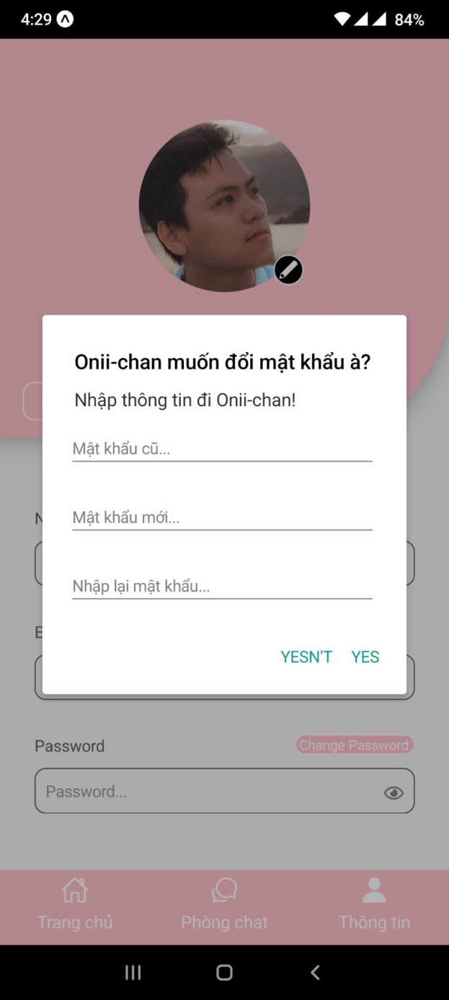 4:29
84%
Onii-chan muốn đổi mật khẩu à?
Nhập thông tin đi Onii-chan!
Mật khẩu cũ...
Mật khẩu mới...
Nhập lại mật khẩu...
YESN'T YES
Password
Change Password
Password...
Trang chủ
Phòng chat
Thông tin